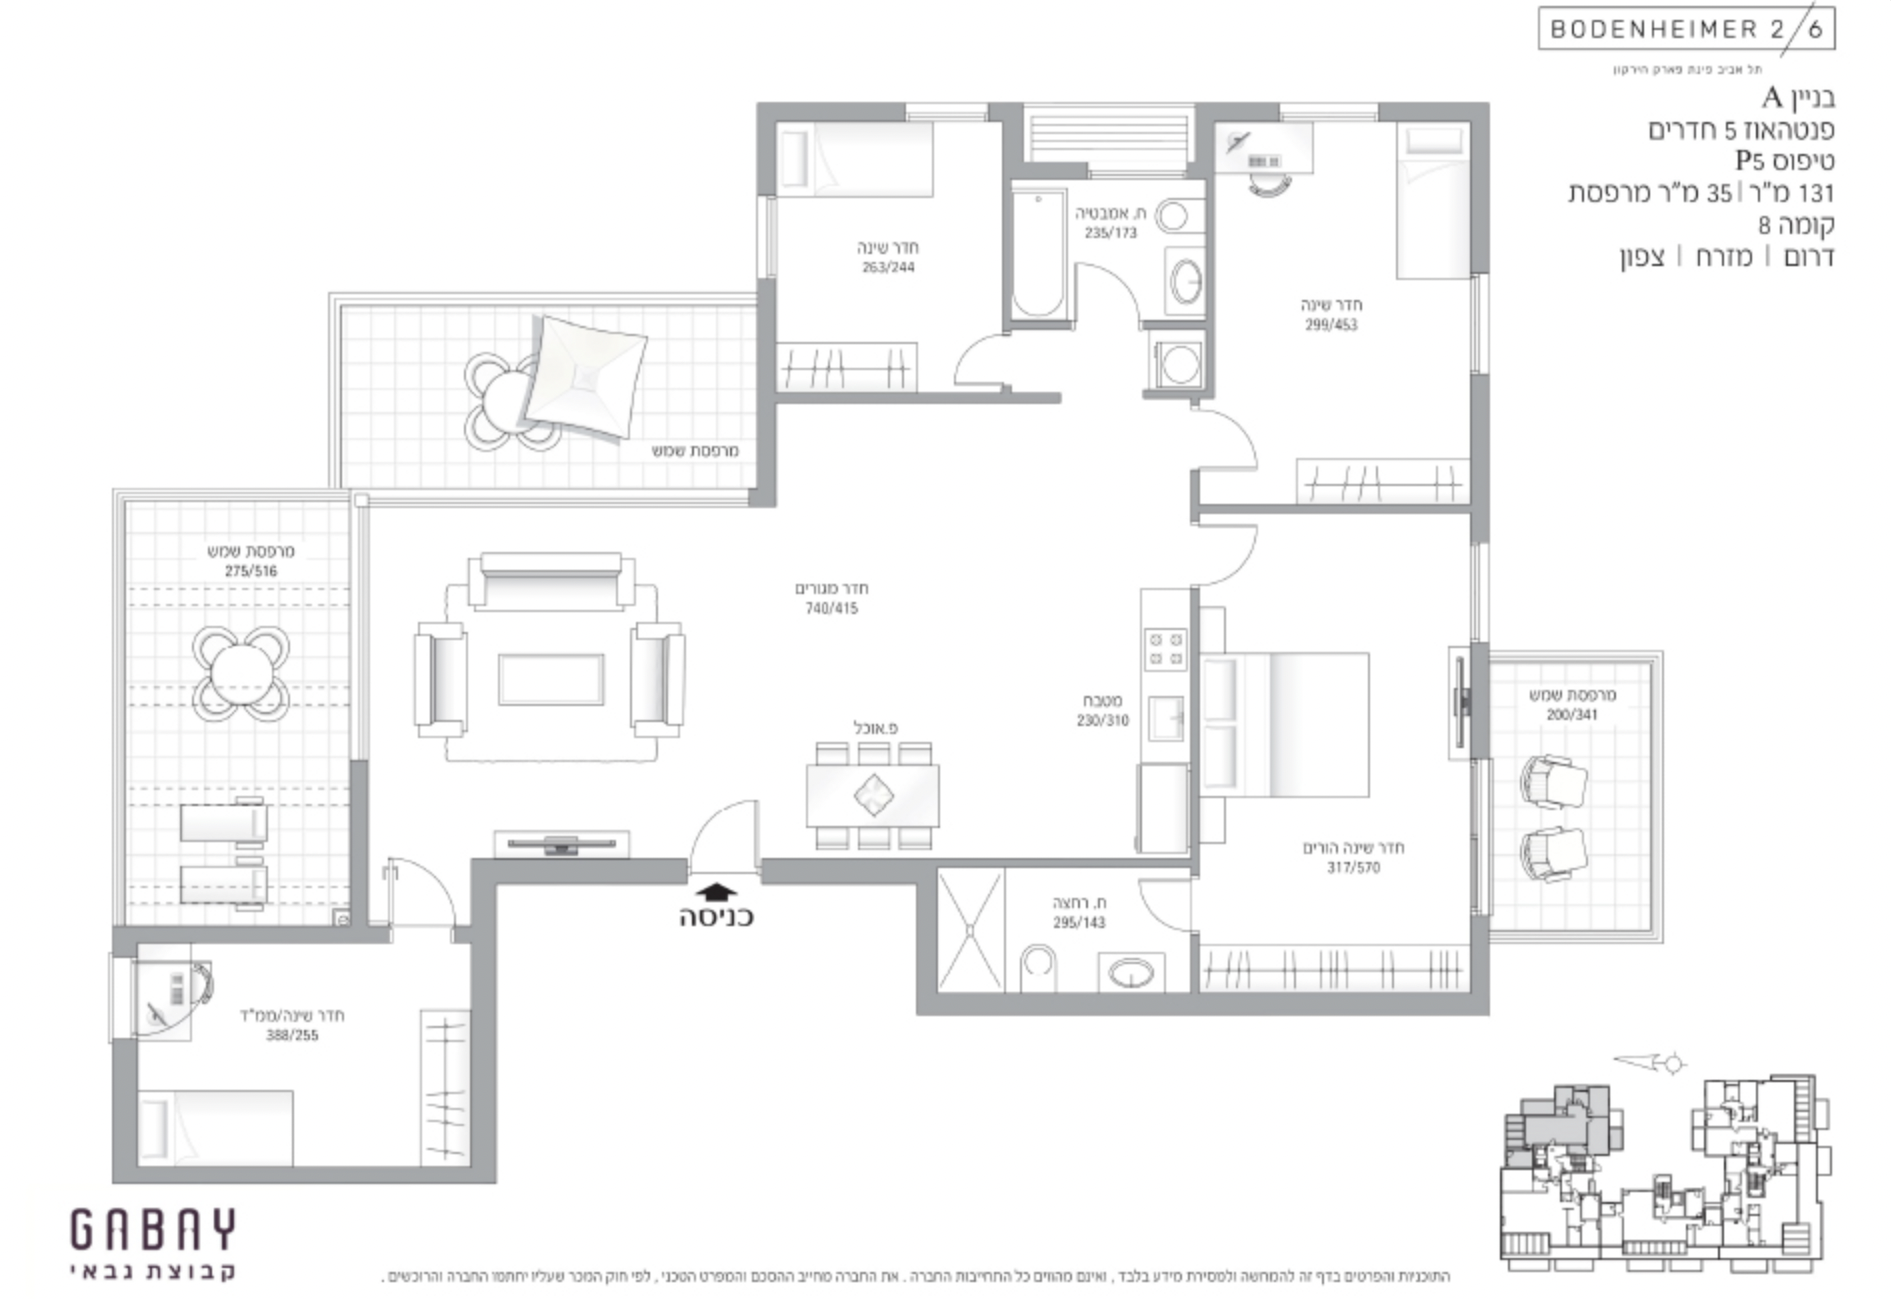 BODENHEIMER 2/6
תל אביב פינת פארק הירקון
בניין A
פנטהאוז 5 חדרים
טיפוס P5
131 מ"ר | 35 מ"ר מרפסת
קומה 8
דרום | מזרח | צפון
ח. אמבטיה
235/173
חדר שינה
263/244
חדר שינה
299/453
מרפסת שמש
מרפסת שמש
275/516
חדר מגורים
740/415
מטבח
230/310
פ.אוכל
מרפסת שמש
200/341
חדר שינה הורים
317/570
ח. רחצה
295/143
כניסה
חדר שינה/ממ"ד
388/255
GABAY
קבוצת גבאי
התוכניות והפרטים בדף זה להמחשה ולמסירת מידע בלבד, ואינם מהווים כל התחייבות החברה. את החברה מחייב ההסכם והמפרט הטכני, לפי חוק המכר שעליו יחתמו החברה והרוכשים.